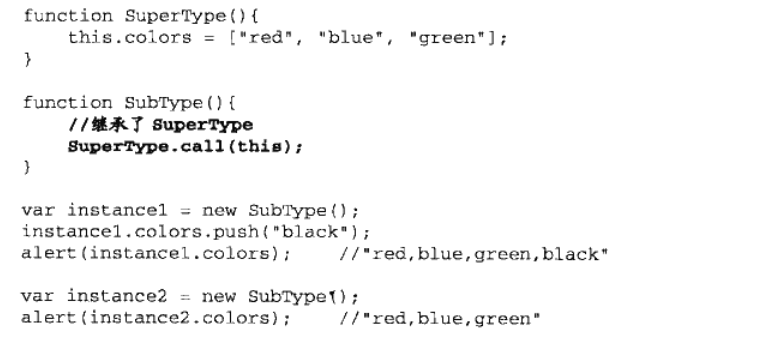 function SuperType(){
    this.colors = ["red", "blue", "green"];
}

function SubType(){
    //继承了 SuperType
    SuperType.call(this);
}

var instance1 = new SubType();
instance1.colors.push("black");
alert(instance1.colors);    //"red,blue,green,black"

var instance2 = new SubType();
alert(instance2.colors);    //"red,blue,green"